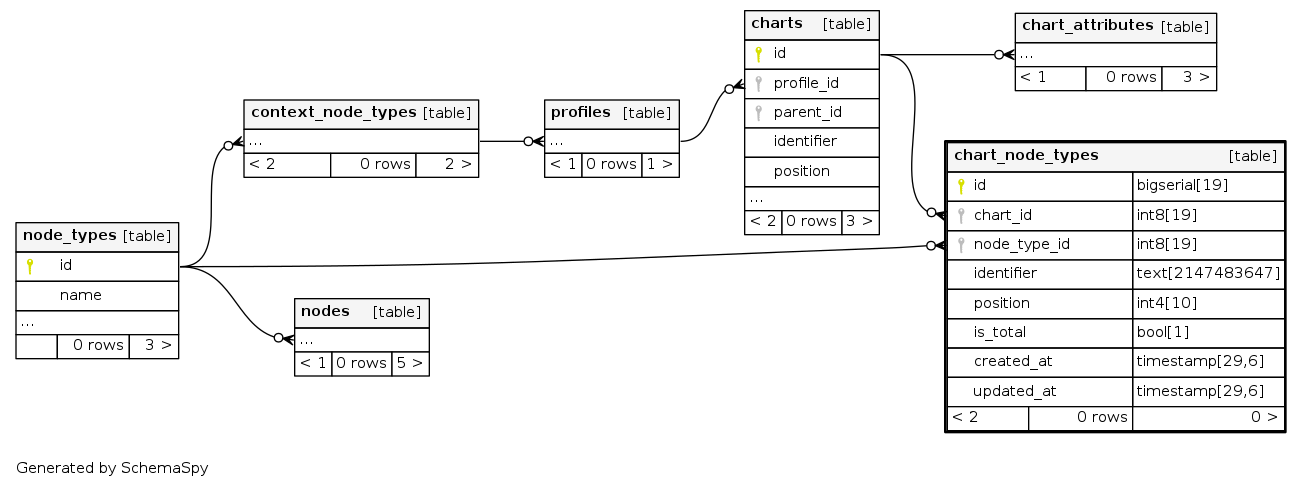 charts [table]
id
profile_id
parent_id
identifier
position
...
< 2 0 rows 3 >
chart_attributes [table]
...
< 1 0 rows 3 >
context_node_types [table]
...
< 2 0 rows 2 >
profiles [table]
...
< 1 0 rows 1 >
chart_node_types [table]
id bigserial[19]
chart_id int8[19]
node_type_id int8[19]
identifier text[2147483647]
position int4[10]
is_total bool[1]
created_at timestamp[29,6]
updated_at timestamp[29,6]
< 2 0 rows 0 >
node_types [table]
id
name
...
0 rows 3 >
nodes [table]
...
< 1 0 rows 5 >
Generated by SchemaSpy